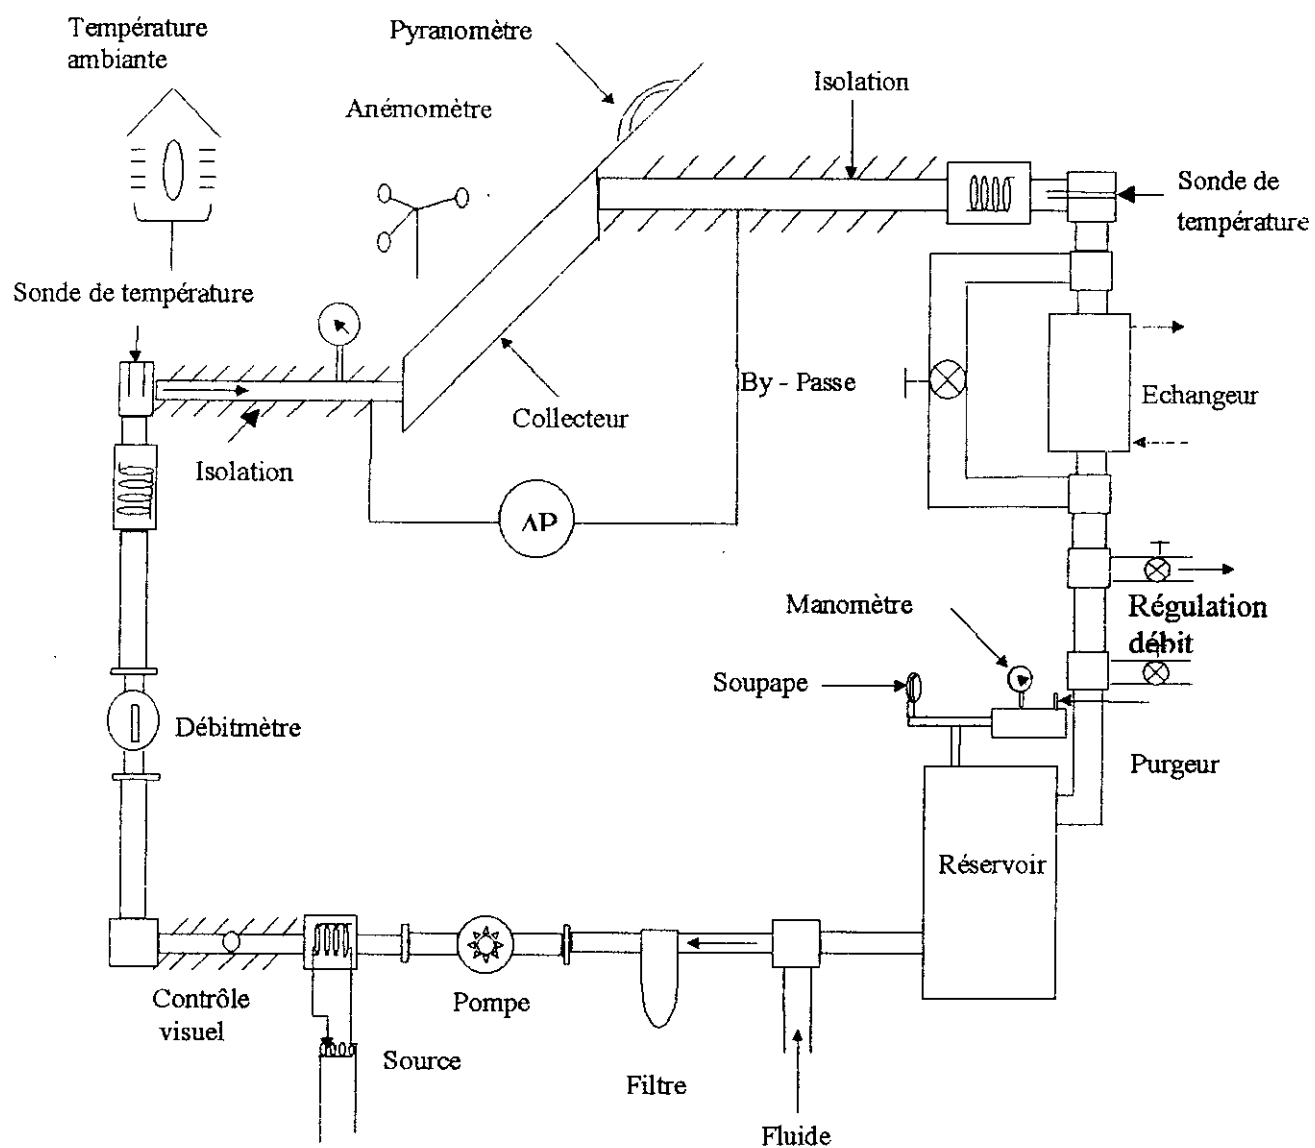 Température
ambiante
Pyranomètre
Anémomètre
Isolation
Sonde de
température
Sonde de température
By - Passe
Echangeur
Collecteur
Isolation
ΔP
Manomètre
Régulation
débit
Soupape
Débitmètre
Purgeur
Réservoir
Contrôle
visuel
Pompe
Source
Filtre
Fluide